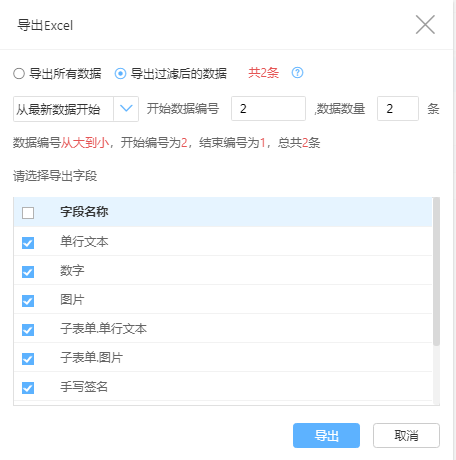 导出Excel
导出所有数据 导出过滤后的数据 共2条 ?
从最新数据开始 开始数据编号 2 ,数据数量 2 条
数据编号从大到小，开始编号为2，结束编号为1，总共2条
请选择导出字段
字段名称
单行文本
数字
图片
子表单.单行文本
子表单.图片
手写签名
导出 取消